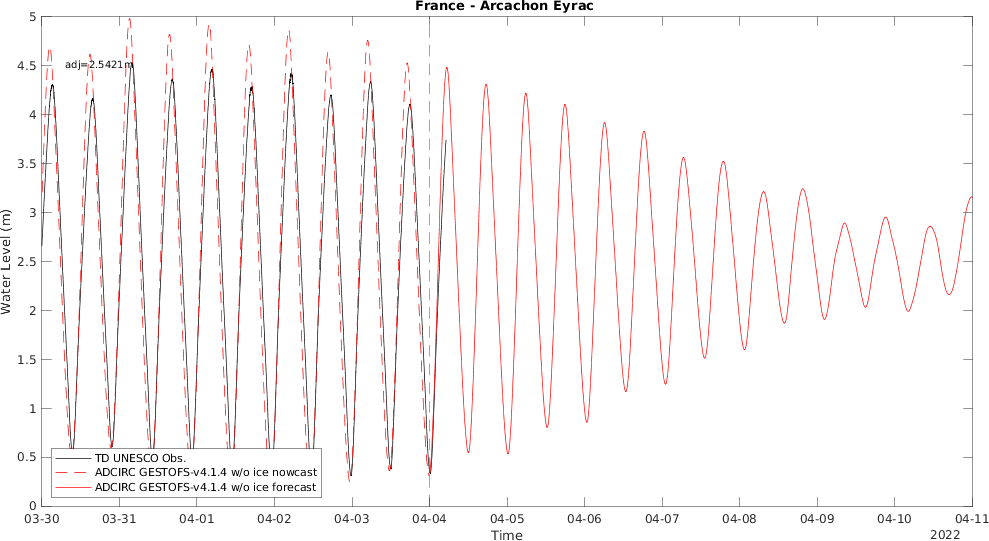 France - Arcachon Eyrac
5
4.5
4
3.5
3
2.5
2
1.5
1
0.5
0
Water Level (m)
adj=2.5421m
TD UNESCO Obs.
ADCIRC GESTOFS-v4.1.4 w/o ice nowcast
ADCIRC GESTOFS-v4.1.4 w/o ice forecast
03-30 03-31 04-01 04-02 04-03 04-04 04-05 04-06 04-07 04-08 04-09 04-10 04-11
Time
2022